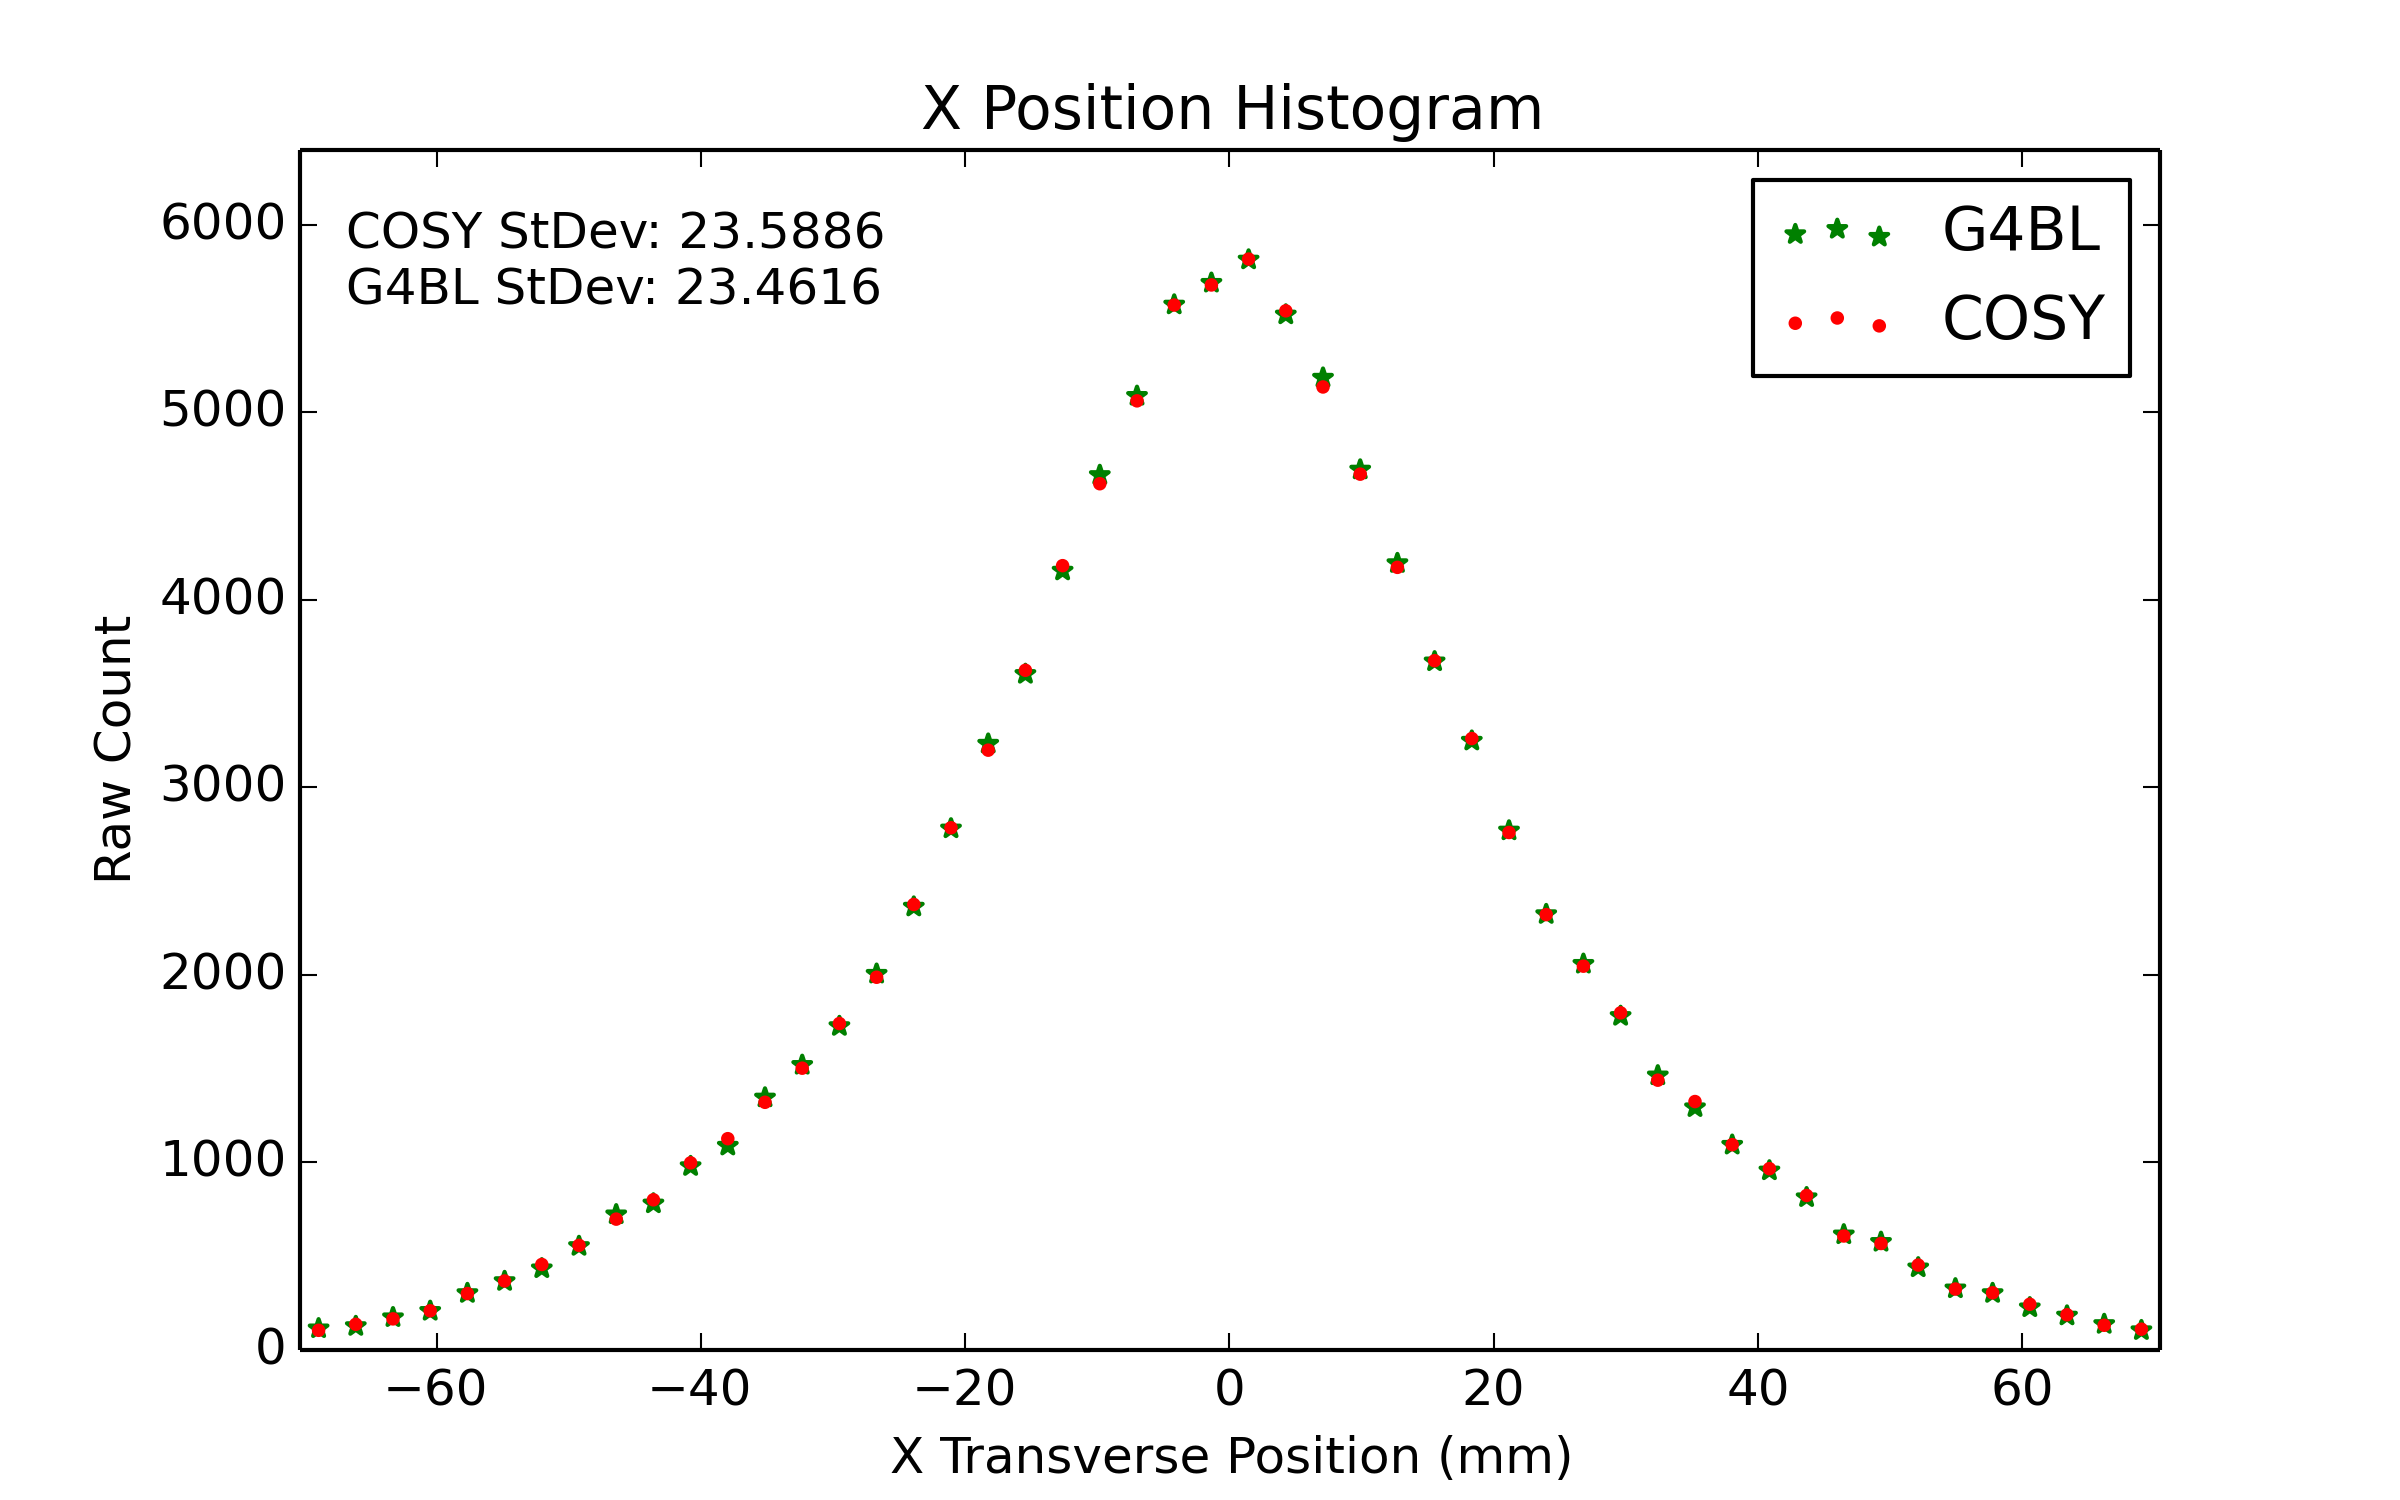 X Position Histogram
COSY StDev: 23.5886
G4BL StDev: 23.4616
G4BL
COSY
Raw Count
6000
5000
4000
3000
2000
1000
0
−60 −40 −20 0 20 40 60
X Transverse Position (mm)